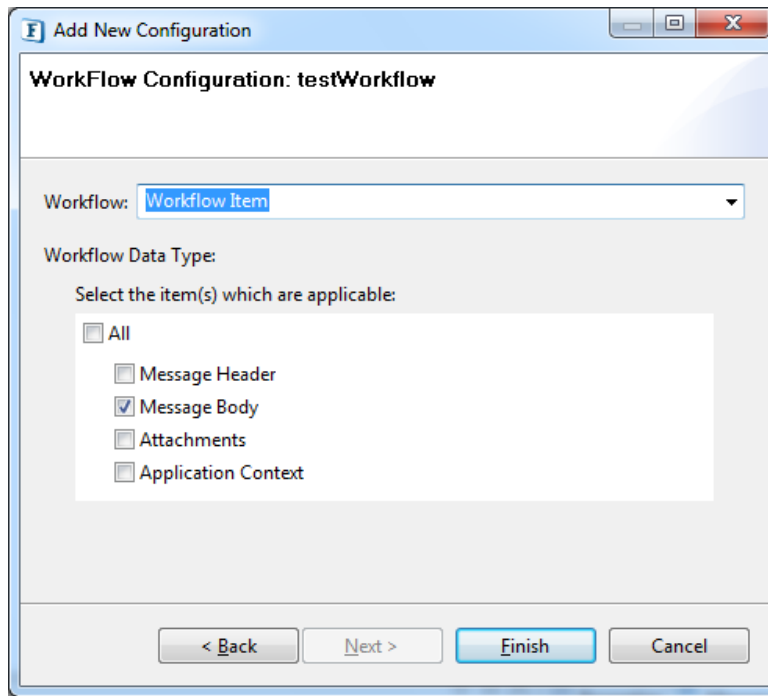 Add New Configuration
WorkFlow Configuration: testWorkflow
Workflow: Workflow Item
Workflow Data Type:
Select the item(s) which are applicable:
All
Message Header
Message Body
Attachments
Application Context
< Back Next > Finish Cancel